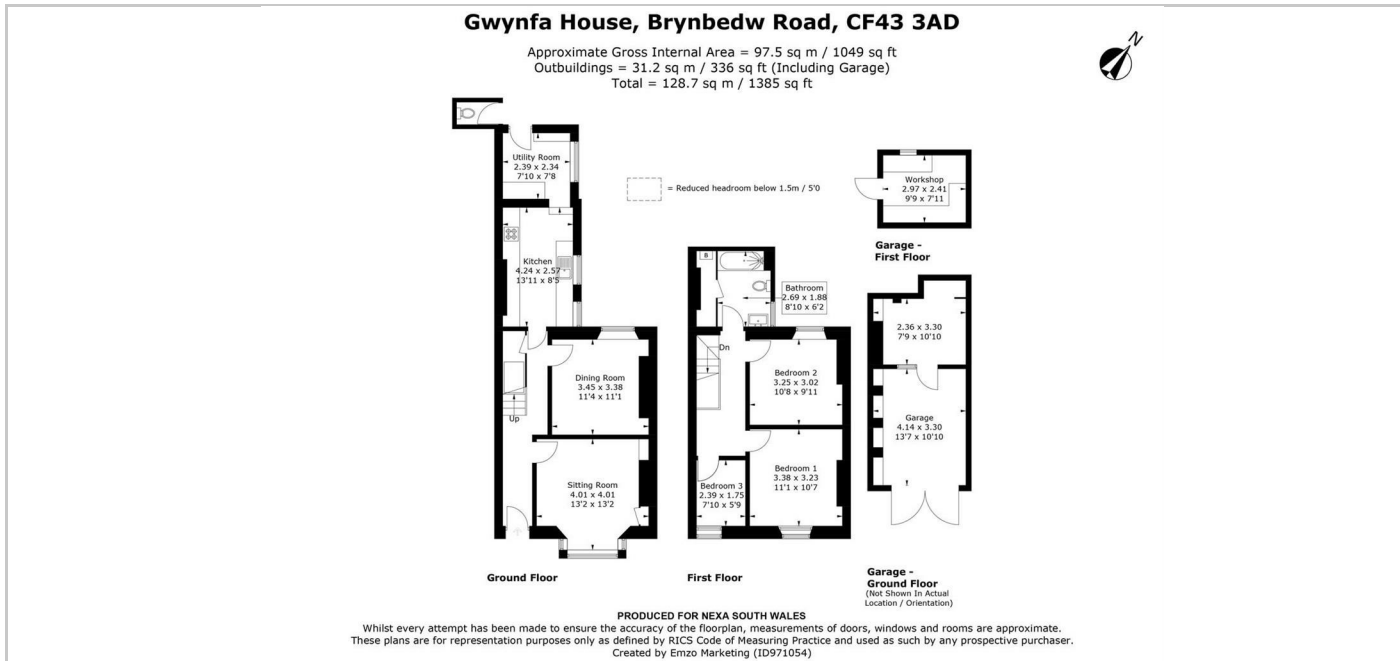 Gwynfa House, Brynbedw Road, CF43 3AD
Approximate Gross Internal Area = 97.5 sq m / 1049 sq ft
Outbuildings = 31.2 sq m / 336 sq ft (Including Garage)
Total = 128.7 sq m / 1385 sq ft
N
Utility Room
2.39 x 2.34
7'10 x 7'8
= Reduced headroom below 1.5m / 5'0
Workshop
2.97 x 2.41
9'9 x 7'11
Garage -
First Floor
Kitchen
4.24 x 2.57
13'11 x 8'5
B
Bathroom
2.69 x 1.88
8'10 x 6'2
2.36 x 3.30
7'9 x 10'10
Dn
Dining Room
3.45 x 3.38
11'4 x 11'1
Bedroom 2
3.25 x 3.02
10'8 x 9'11
Up
Garage
4.14 x 3.30
13'7 x 10'10
Sitting Room
4.01 x 4.01
13'2 x 13'2
Bedroom 3
2.39 x 1.75
7'10 x 5'9
Bedroom 1
3.38 x 3.23
11'1 x 10'7
Ground Floor
First Floor
Garage -
Ground Floor
(Not Shown In Actual
Location / Orientation)
PRODUCED FOR NEXA SOUTH WALES
Whilst every attempt has been made to ensure the accuracy of the floorplan, measurements of doors, windows and rooms are approximate.
These plans are for representation purposes only as defined by RICS Code of Measuring Practice and used as such by any prospective purchaser.
Created by Emzo Marketing (ID971054)